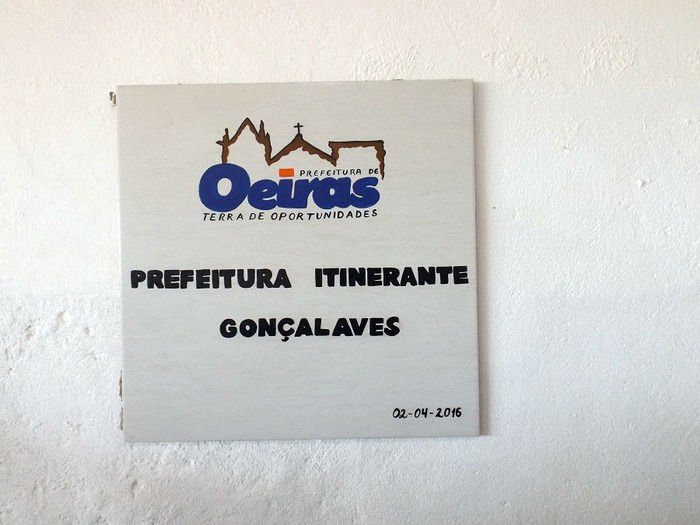 PREFEITURA DE
Oeiras
TERRA DE OPORTUNIDADES
PREFEITURA ITINERANTE
GONÇALAVES
02-04-2016